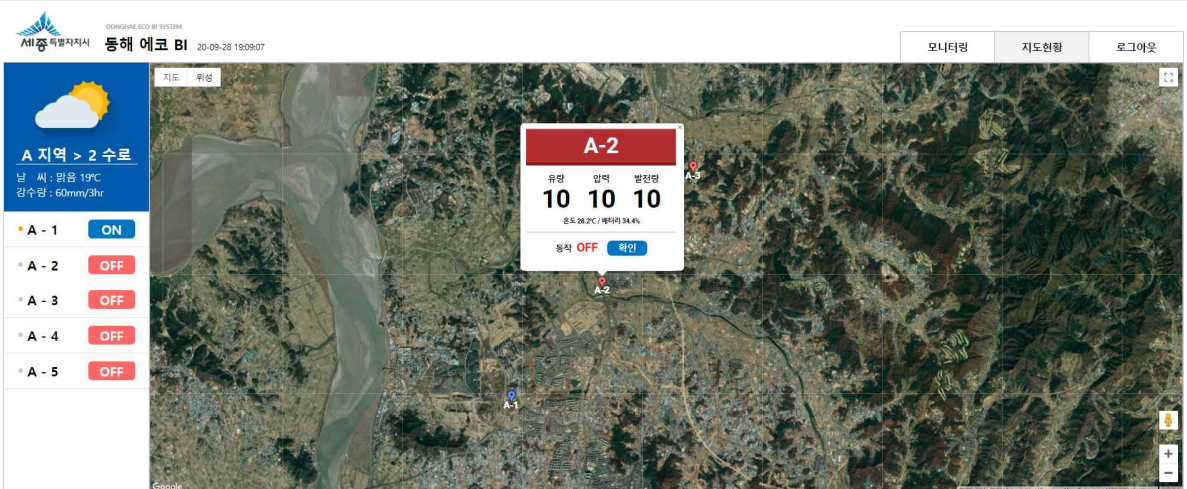 세종특별자치시
DONGHAE ECO BI SYSTEM
동해 에코 BI 20-09-28 19:09:07
모니터링 지도현황 로그아웃
A 지역 > 2 수로
날 씨 : 맑음 19℃
강수량 : 60mm/3hr
A - 1 ON
A - 2 OFF
A - 3 OFF
A - 4 OFF
A - 5 OFF
지도 위성
A-2
유량 압력 발전량
10 10 10
온도 28.2℃ / 배터리 34.4%
동작 OFF 확인
A-3
A-2
A-1
Google